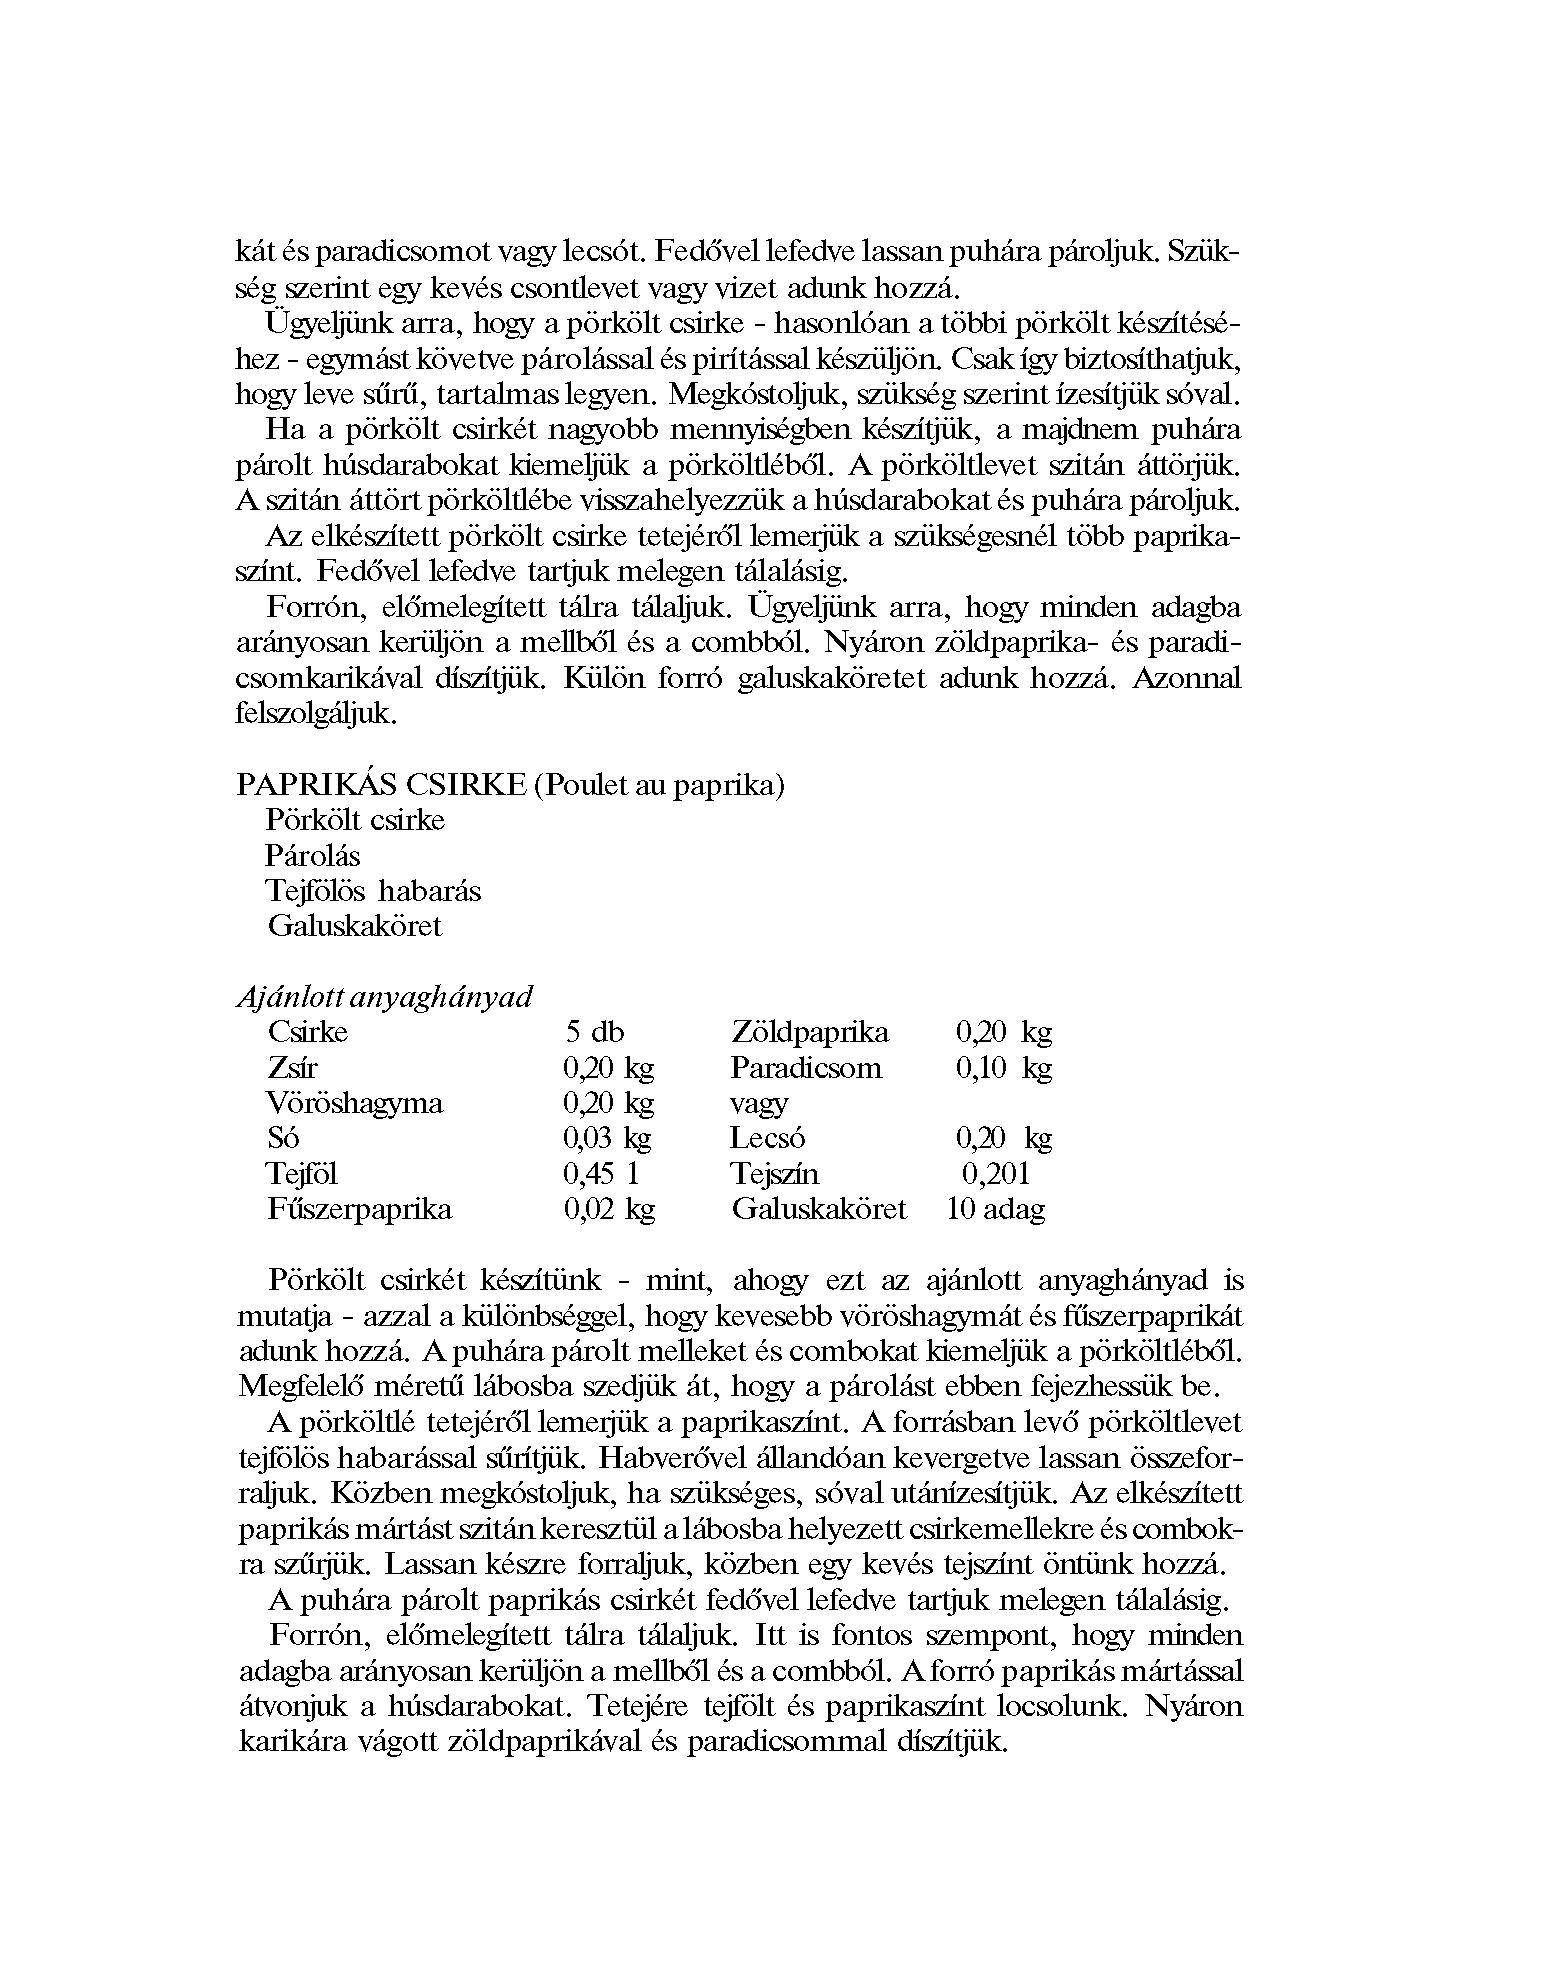 kát és paradicsomot vagy lecsót. Fedővel lefedve lassan puhára pároljuk. Szük-
ség szerint egy kevés csontlevet vagy vizet adunk hozzá.
Ügyeljünk arra, hogy a pörkölt csirke - hasonlóan a többi pörkölt készítésé-
hez - egymást követve párolással és pirítással készüljön. Csak így biztosíthatjuk,
hogy leve sűrű, tartalmas legyen. Megkóstoljuk, szükség szerint ízesítjük sóval.
Ha a pörkölt csirkét nagyobb mennyiségben készítjük, a majdnem puhára
párolt húsdarabokat kiemeljük a pörköltléből. A pörköltlevet szitán áttörjük.
A szitán áttört pörköltlébe visszahelyezzük a húsdarabokat és puhára pároljuk.
Az elkészített pörkölt csirke tetejéről lemerjük a szükségesnél több paprika-
színt. Fedővel lefedve tartjuk melegen tálalásig.
Forrón, előmelegített tálra tálaljuk. Ügyeljünk arra, hogy minden adagba
arányosan kerüljön a mellből és a combból. Nyáron zöldpaprika- és paradi-
csomkarikával díszítjük. Külön forró galuskaköretet adunk hozzá. Azonnal
felszolgáljuk.
PAPRIKÁS CSIRKE (Poulet au paprika)
Pörkölt csirke
Párolás
Tejfölös habarás
Galuskaköret
Ajánlott anyaghányad
Csirke 5 db Zöldpaprika 0,20 kg
Zsír 0,20 kg Paradicsom 0,10 kg
Vöröshagyma 0,20 kg vagy
Só 0,03 kg Lecsó 0,20 kg
Tejföl 0,45 l Tejszín 0,20l
Fűszerpaprika 0,02 kg Galuskaköret 10 adag
Pörkölt csirkét készítünk - mint, ahogy ezt az ajánlott anyaghányad is
mutatja - azzal a különbséggel, hogy kevesebb vöröshagymát és fűszerpaprikát
adunk hozzá. A puhára párolt melleket és combokat kiemeljük a pörköltléből.
Megfelelő méretű lábosba szedjük át, hogy a párolást ebben fejezhessük be.
A pörköltlé tetejéről lemerjük a paprikaszínt. A forrásban levő pörköltlevet
tejfölös habarással sűrítjük. Habverővel állandóan kevergetve lassan összefor-
raljuk. Közben megkóstoljuk, ha szükséges, sóval utánízesítjük. Az elkészített
paprikás mártást szitán keresztül a lábosba helyezett csirkemellekre és combok-
ra szűrjük. Lassan készre forraljuk, közben egy kevés tejszínt öntünk hozzá.
A puhára párolt paprikás csirkét fedővel lefedve tartjuk melegen tálalásig.
Forrón, előmelegített tálra tálaljuk. Itt is fontos szempont, hogy minden
adagba arányosan kerüljön a mellből és a combból. A forró paprikás mártással
átvonjuk a húsdarabokat. Tetejére tejfölt és paprikaszínt locsolunk. Nyáron
karikára vágott zöldpaprikával és paradicsommal díszítjük.